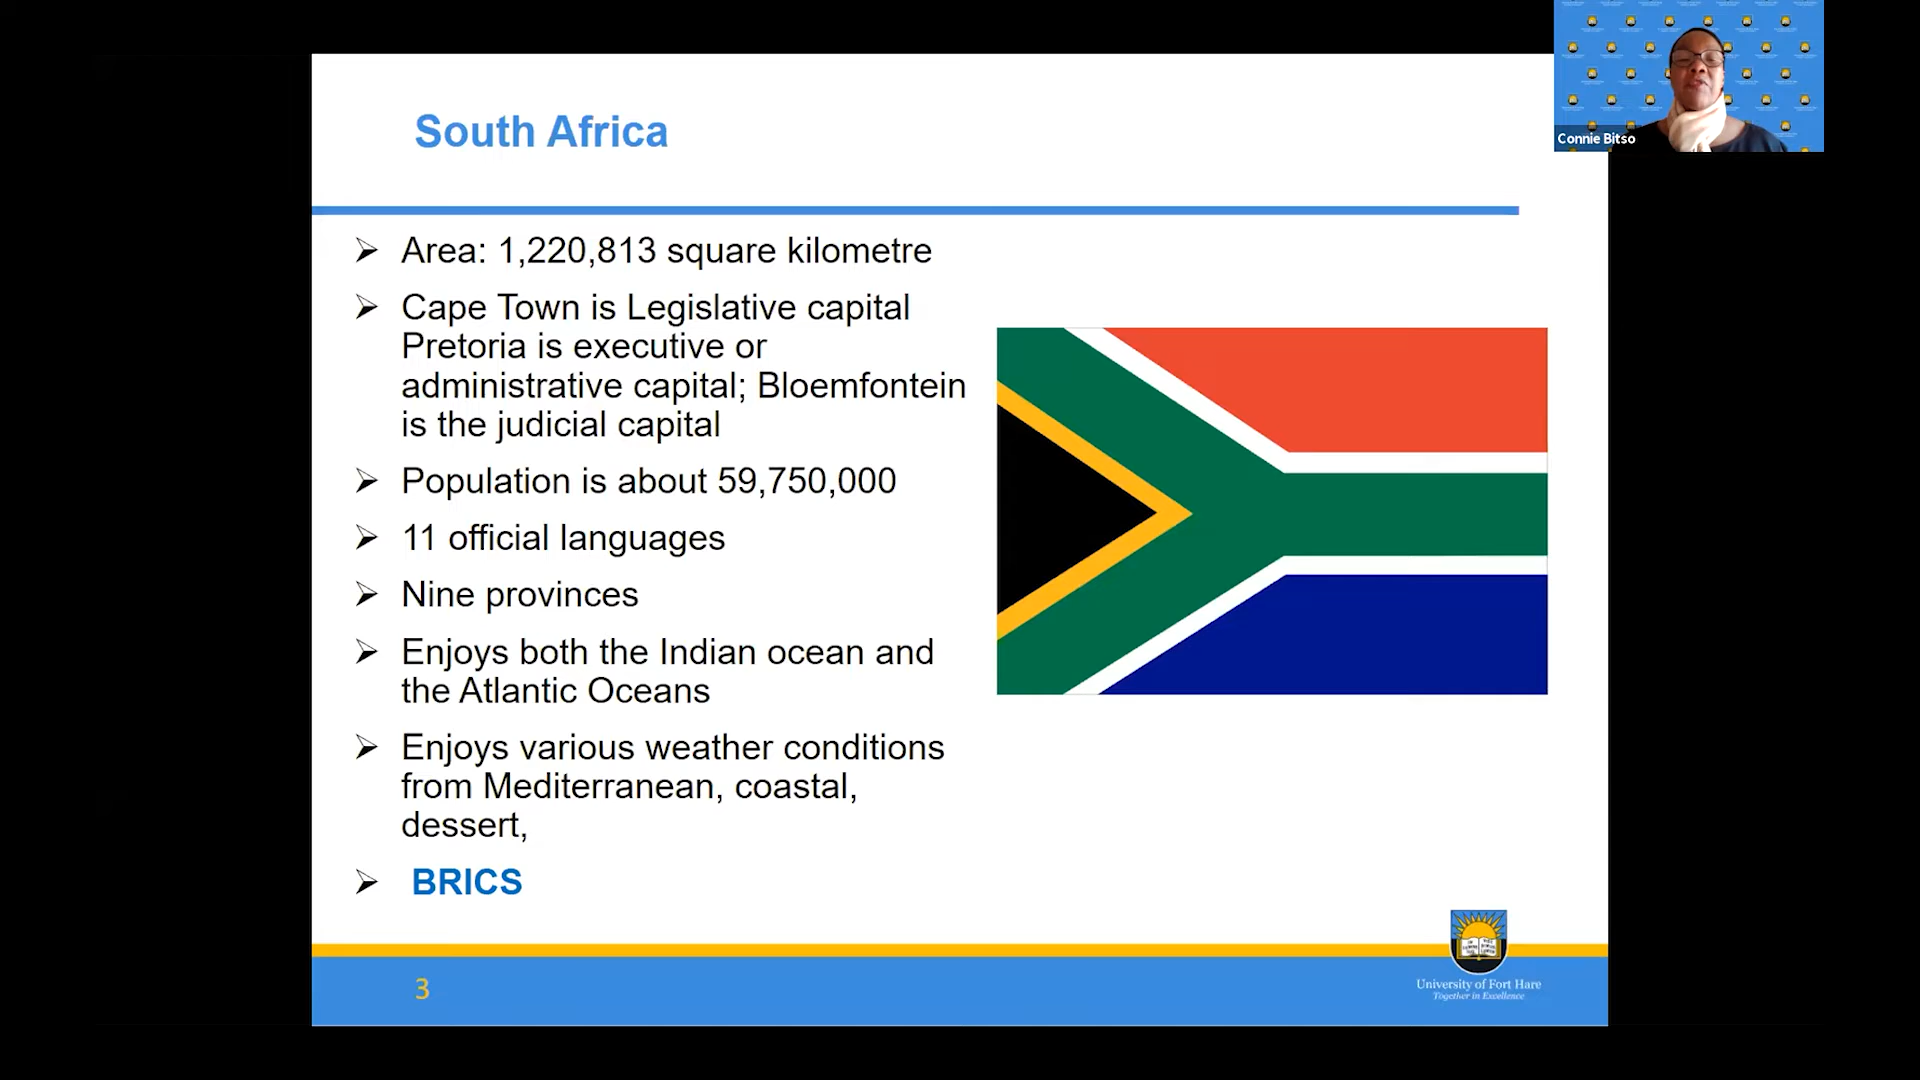 South Africa
Connie Bitso
➢ Area: 1,220,813 square kilometre
➢ Cape Town is Legislative capital
Pretoria is executive or
administrative capital; Bloemfontein
is the judicial capital
➢ Population is about 59,750,000
➢ 11 official languages
➢ Nine provinces
➢ Enjoys both the Indian ocean and
the Atlantic Oceans
➢ Enjoys various weather conditions
from Mediterranean, coastal,
dessert,
➢ BRICS
3
University of Fort Hare
Together in Excellence